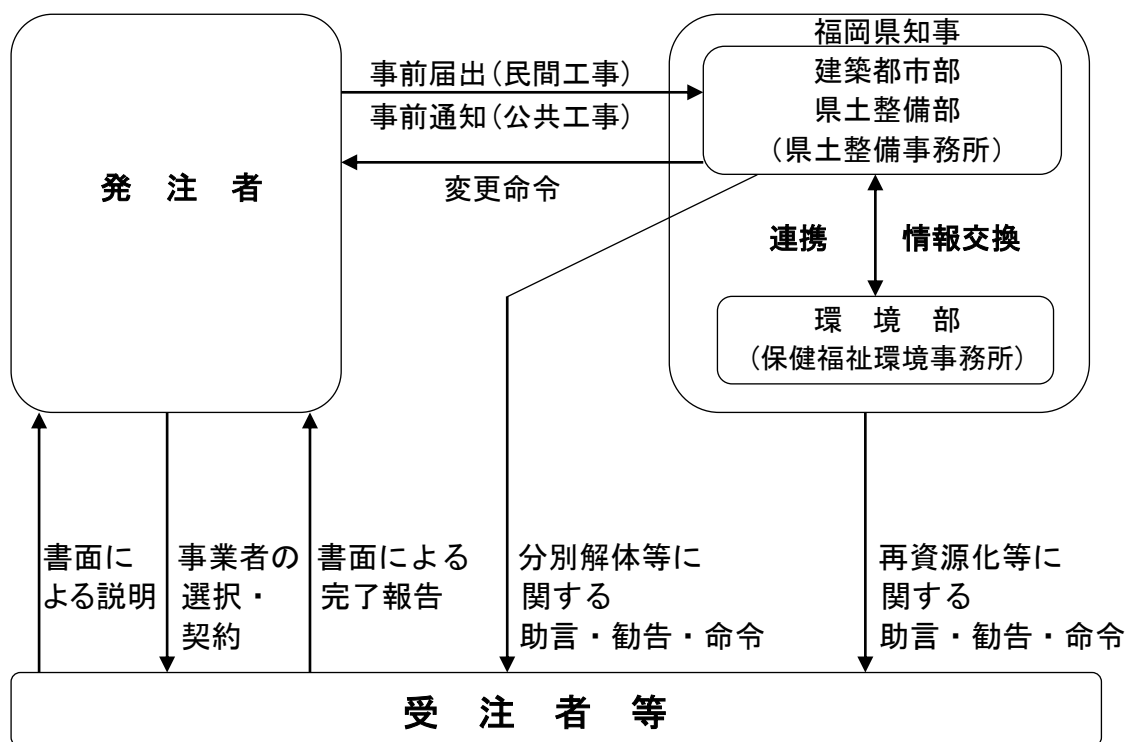 福岡県知事
建築都市部
県土整備部
（県土整備事務所）
事前届出（民間工事）
事前通知（公共工事）
変更命令
発　注　者
連携
情報交換
環　境　部
（保健福祉環境事務所）
書面に
よる説明
事業者の
選択・
契約
書面による
完了報告
分別解体等に
関する
助言・勧告・命令
再資源化等に
関する
助言・勧告・命令
受　注　者　等